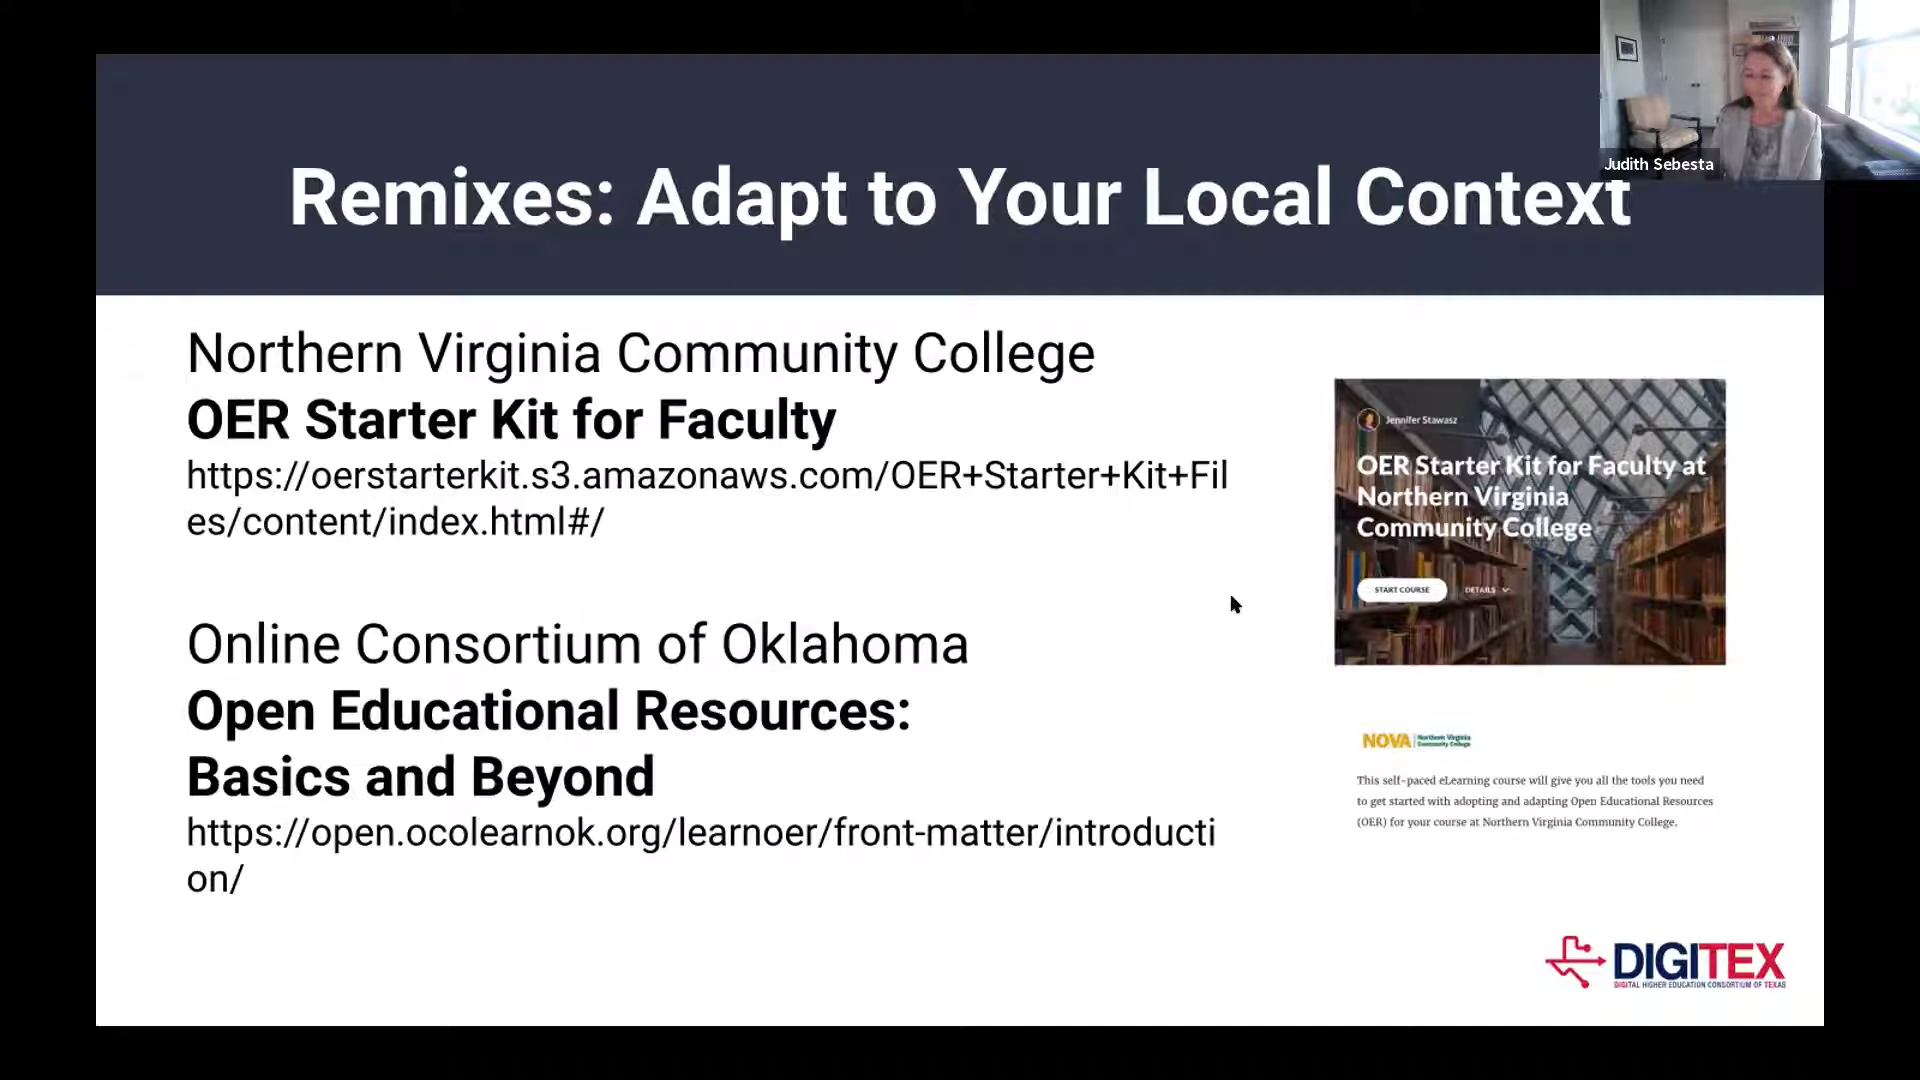 Judith Sebesta
Remixes: Adapt to Your Local Context
Northern Virginia Community College
OER Starter Kit for Faculty
https://oerstarterkit.s3.amazonaws.com/OER+Starter+Kit+Fil
es/content/index.html#/
Online Consortium of Oklahoma
Open Educational Resources:
Basics and Beyond
https://open.ocolearnok.org/learnoer/front-matter/introducti
on/
Jennifer Stawasz
OER Starter Kit for Faculty at
Northern Virginia
Community College
START COURSE DETAILS
NOVA Northern Virginia
Community College
This self-paced eLearning course will give you all the tools you need
to get started with adopting and adapting Open Educational Resources
(OER) for your course at Northern Virginia Community College.
DIGITEX
DIGITAL HIGHER EDUCATION CONSORTIUM OF TEXAS